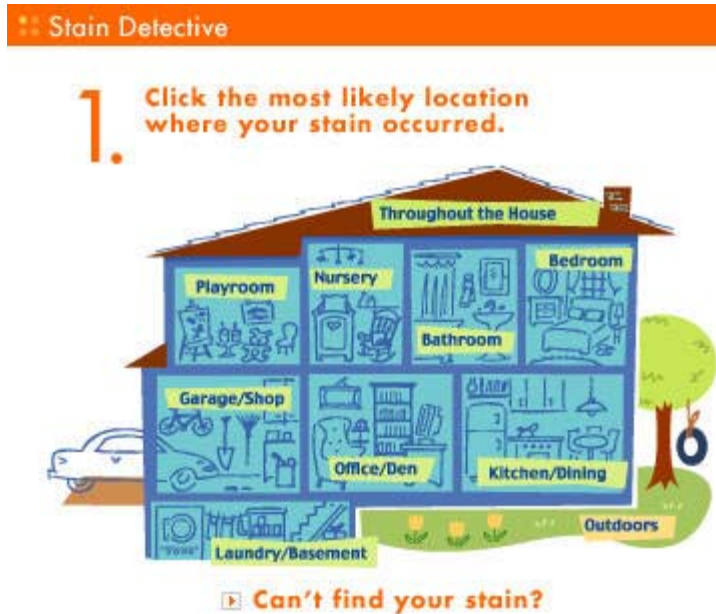 Stain Detective
1.
Click the most likely location
where your stain occurred.
Throughout the House
Playroom
Nursery
Bathroom
Bedroom
Garage/Shop
Office/Den
Kitchen/Dining
Laundry/Basement
Outdoors
Can't find your stain?